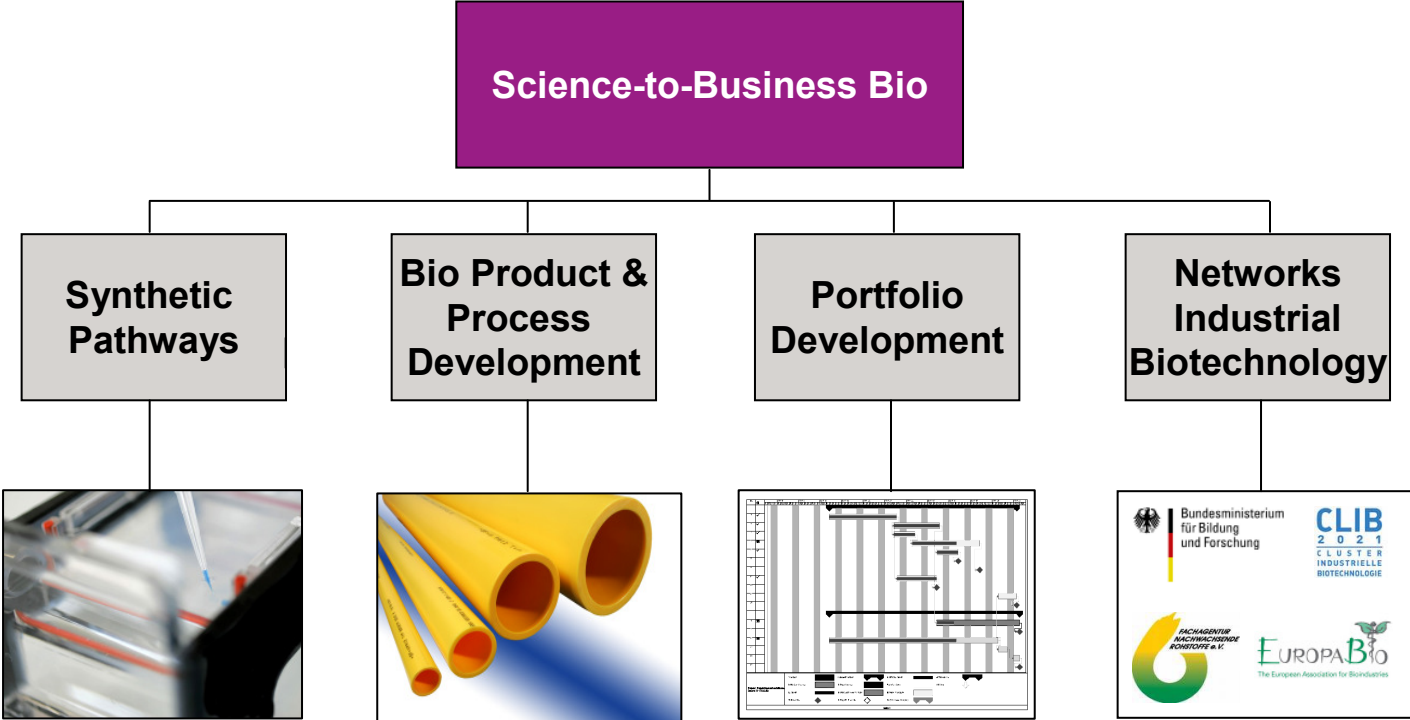 Science-to-Business Bio
Synthetic
Pathways
Bio Product &
Process
Development
Portfolio
Development
Networks
Industrial
Biotechnology
Bundesministerium
für Bildung
und Forschung
CLIB
2021
CLUSTER
INDUSTRIELLE
BIOTECHNOLOGIE
FACHAGENTUR
NACHWACHSENDE
ROHSTOFFE e.V.
EUROPABIO
The European Association for Bioindustries